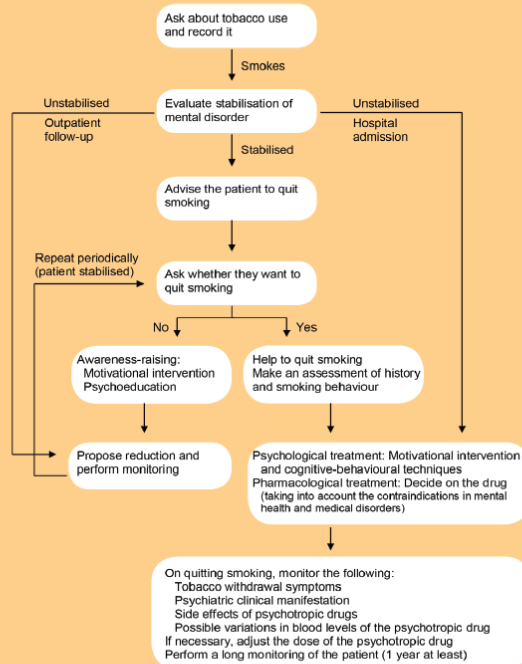 Ask about tobacco use
and record it
Smokes
Unstabilised
Outpatient
follow-up
Evaluate stabilisation of
mental disorder
Unstabilised
Hospital
admission
Stabilised
Advise the patient to quit
smoking
Repeat periodically
(patient stabilised)
Ask whether they want to
quit smoking
No
Yes
Awareness-raising:
Motivational intervention
Psychoeducation
Help to quit smoking
Make an assessment of history
and smoking behaviour
Propose reduction and
perform monitoring
Psychological treatment: Motivational intervention
and cognitive-behavioural techniques
Pharmacological treatment: Decide on the drug
(taking into account the contraindications in mental
health and medical disorders)
On quitting smoking, monitor the following:
Tobacco withdrawal symptoms
Psychiatric clinical manifestation
Side effects of psychotropic drugs
Possible variations in blood levels of the psychotropic drug
If necessary, adjust the dose of the psychotropic drug
Perform a long monitoring of the patient (1 year at least)